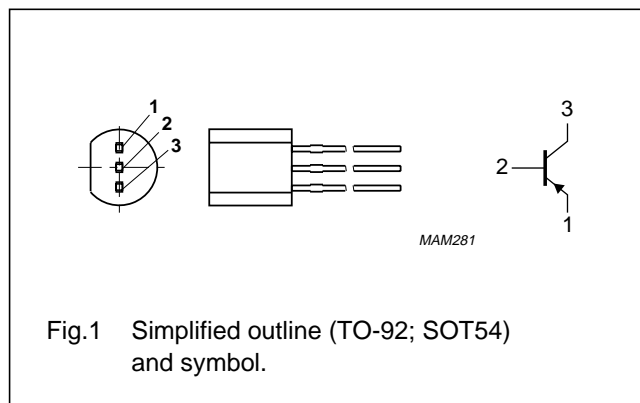 1
2
3
3
2
1
MAM281
Fig.1 Simplified outline (TO-92; SOT54)
and symbol.